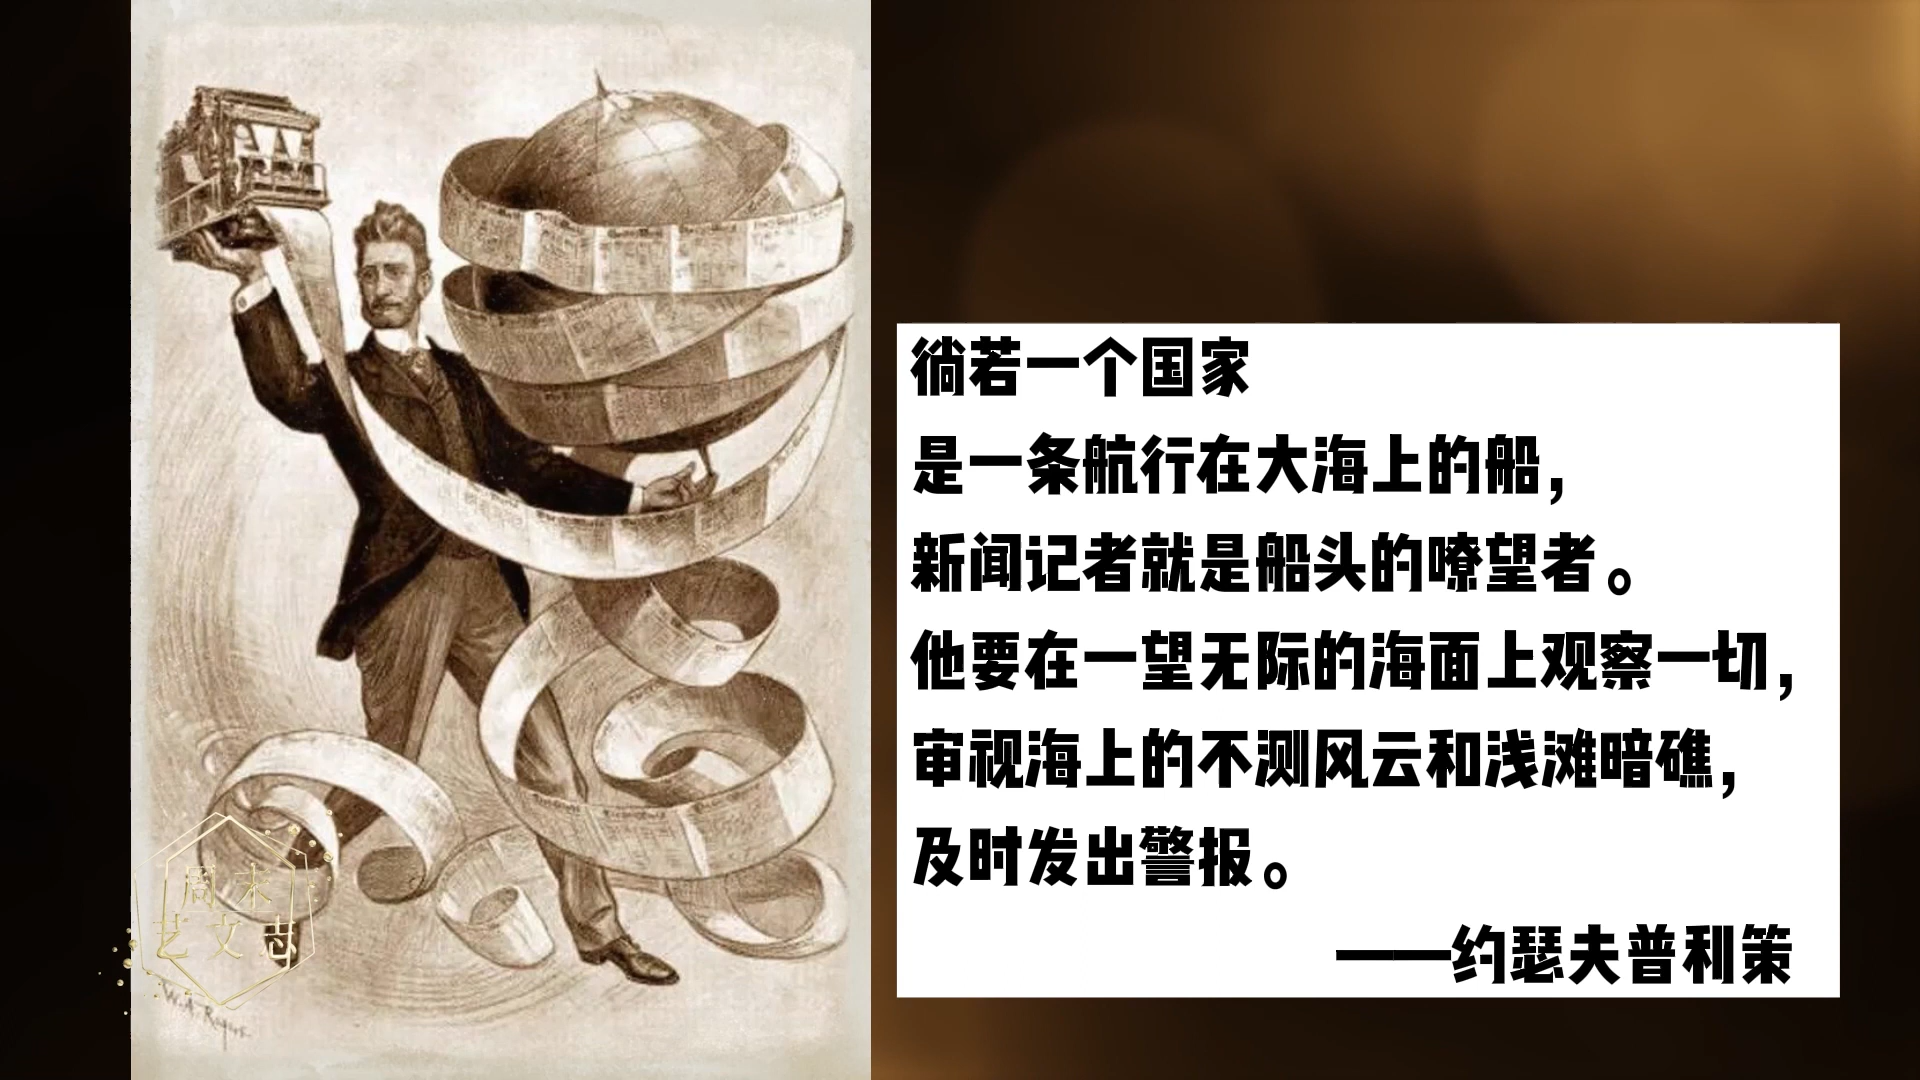 徜若一个国家
是一条航行在大海上的船,
新闻记者就是船头的嘹望者。
他要在一望无际的海面上观察一切,
审视海上的不测风云和浅滩暗礁,
及时发出警报。
——约瑟夫普利策
周末
艺文志
W.A. Rogers